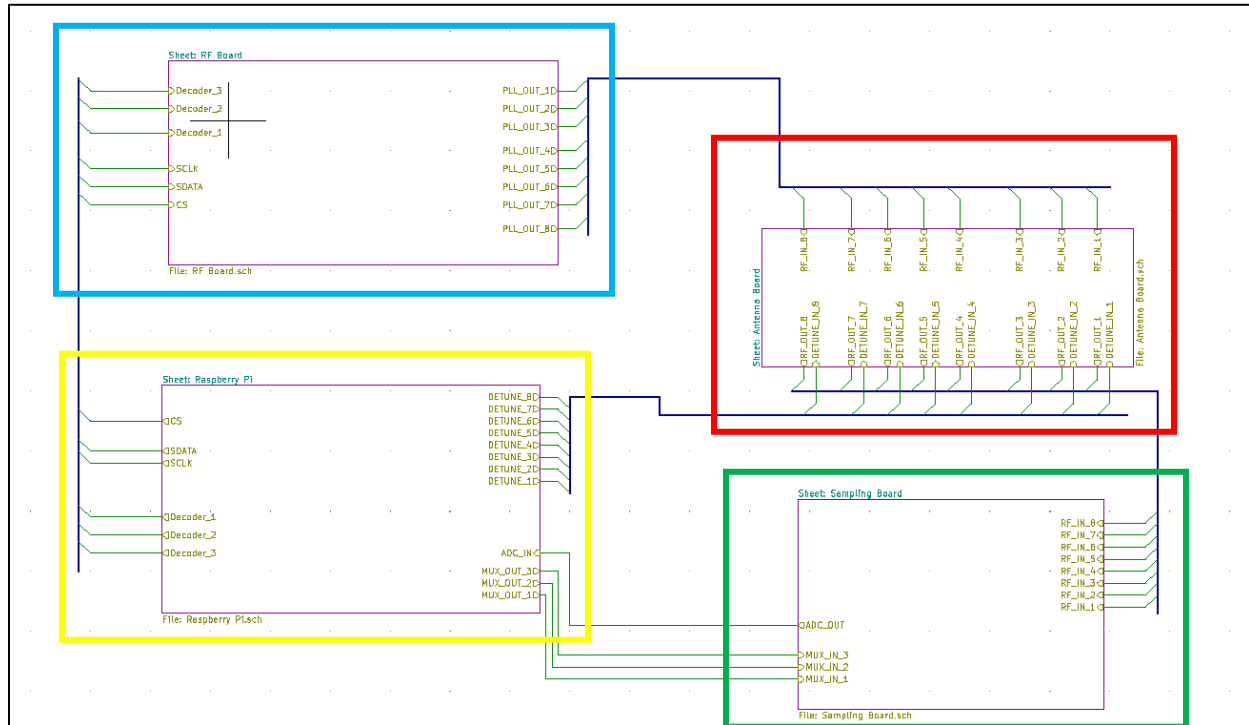 Sheet: RF Board
Decoder_3
Decoder_2
Decoder_1
SCLK
SDATA
CS
PLL_OUT_1
PLL_OUT_2
PLL_OUT_3
PLL_OUT_4
PLL_OUT_5
PLL_OUT_6
PLL_OUT_7
PLL_OUT_8
File: RF Board.sch
Sheet: Antenna Board
RF_IN_8
RF_IN_7
RF_IN_6
RF_IN_5
RF_IN_4
RF_IN_3
RF_IN_2
RF_IN_1
RF_OUT_8
DETUNE_IN_8
RF_OUT_7
DETUNE_IN_7
RF_OUT_6
DETUNE_IN_6
RF_OUT_5
DETUNE_IN_5
RF_OUT_4
DETUNE_IN_4
RF_OUT_3
DETUNE_IN_3
RF_OUT_2
DETUNE_IN_2
RF_OUT_1
DETUNE_IN_1
File: Antenna Board.sch
Sheet: Raspberry Pi
CS
SDATA
SCLK
Decoder_1
Decoder_2
Decoder_3
DETUNE_8
DETUNE_7
DETUNE_6
DETUNE_5
DETUNE_4
DETUNE_3
DETUNE_2
DETUNE_1
ADC_IN
MUX_OUT_3
MUX_OUT_2
MUX_OUT_1
File: Raspberry Pi.sch
Sheet: Sampling Board
RF_IN_8
RF_IN_7
RF_IN_6
RF_IN_5
RF_IN_4
RF_IN_3
RF_IN_2
RF_IN_1
ADC_OUT
MUX_IN_3
MUX_IN_2
MUX_IN_1
File: Sampling Board.sch